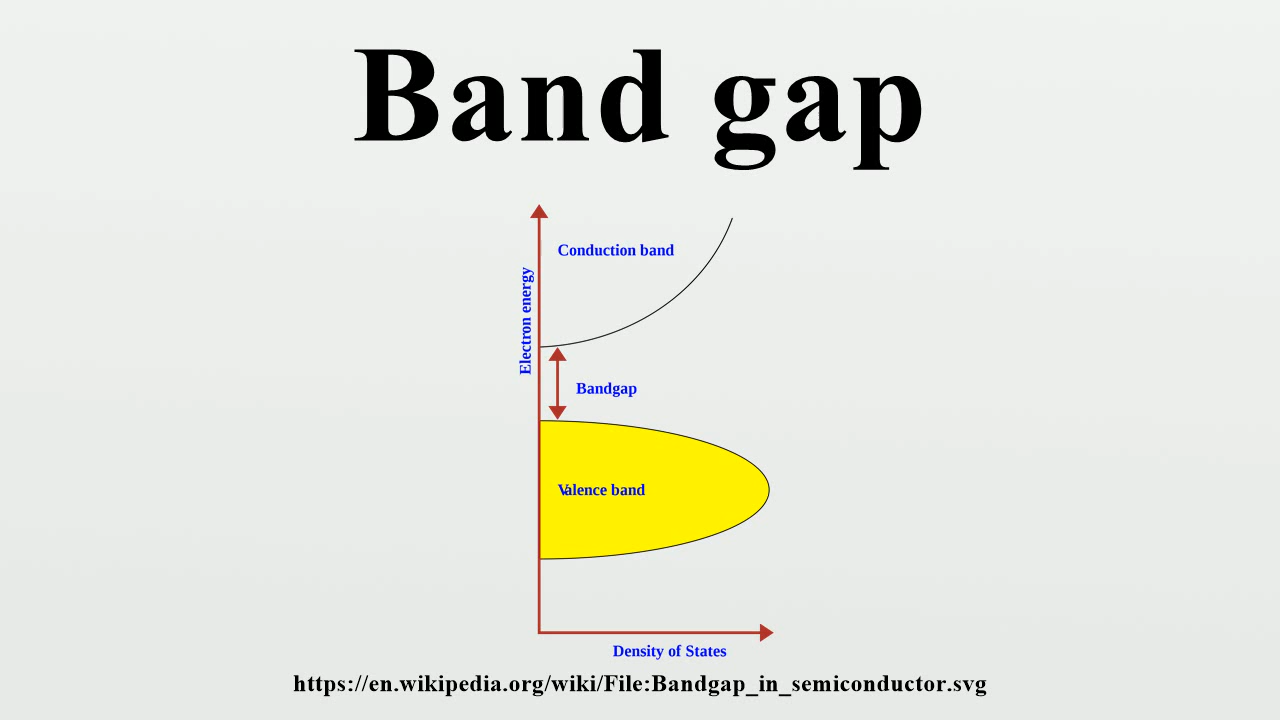 Band gap
Conduction band
Electron energy
Bandgap
Valence band
Density of States
https://en.wikipedia.org/wiki/File:Bandgap_in_semiconductor.svg